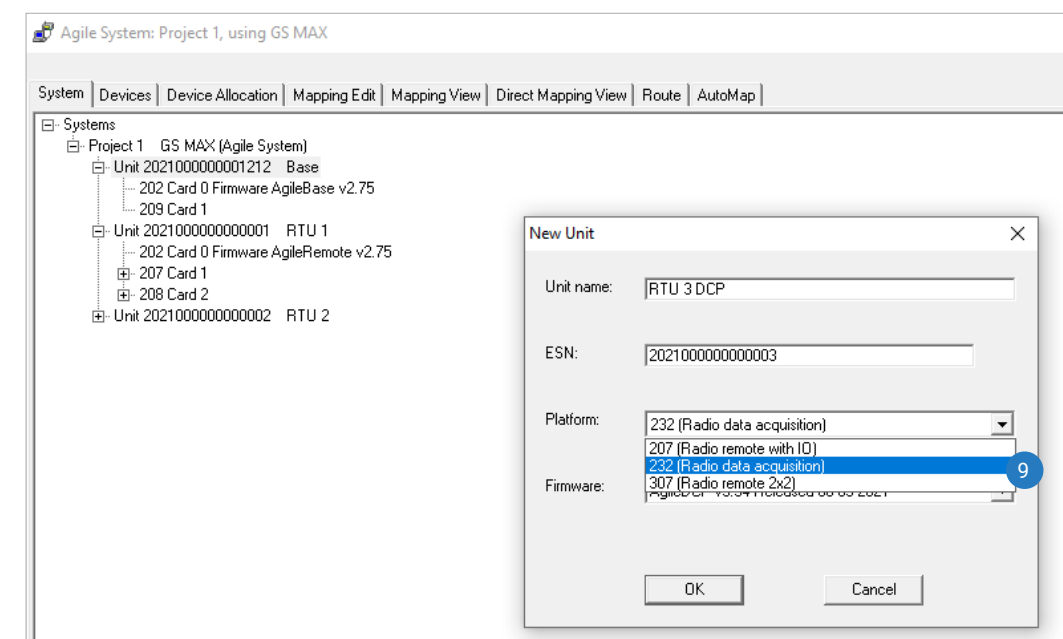 Agile System: Project 1, using GS MAX
System Devices Device Allocation Mapping Edit Mapping View Direct Mapping View Route AutoMap
Systems
Project 1 GS MAX (Agile System)
Unit 2021000000001212 Base
202 Card 0 Firmware AgileBase v2.75
209 Card 1
Unit 2021000000000001 RTU 1
202 Card 0 Firmware AgileRemote v2.75
207 Card 1
208 Card 2
Unit 2021000000000002 RTU 2
New Unit
Unit name: RTU 3 DCP
ESN: 2021000000000003
Platform: 232 (Radio data acquisition)
207 (Radio remote with IO)
232 (Radio data acquisition)
9
307 (Radio remote 2x2)
Firmware:
OK Cancel